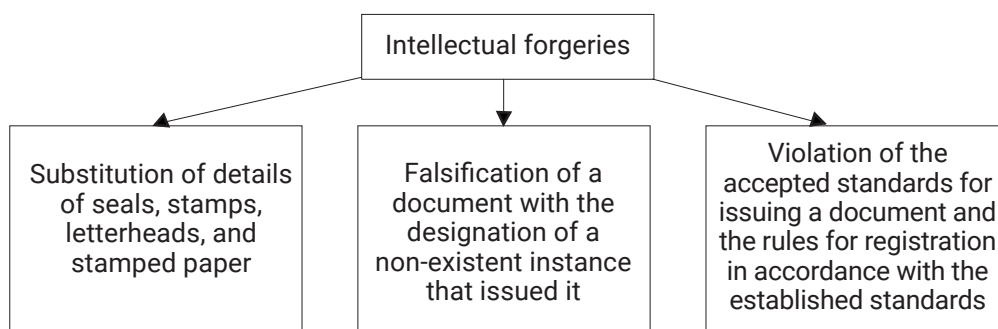 Intellectual forgeries
Substitution of details
of seals, stamps,
letterheads, and
stamped paper
Falsification of a
document with the
designation of a
non-existent instance
that issued it
Violation of the
accepted standards for
issuing a document and
the rules for registration
in accordance with the
established standards